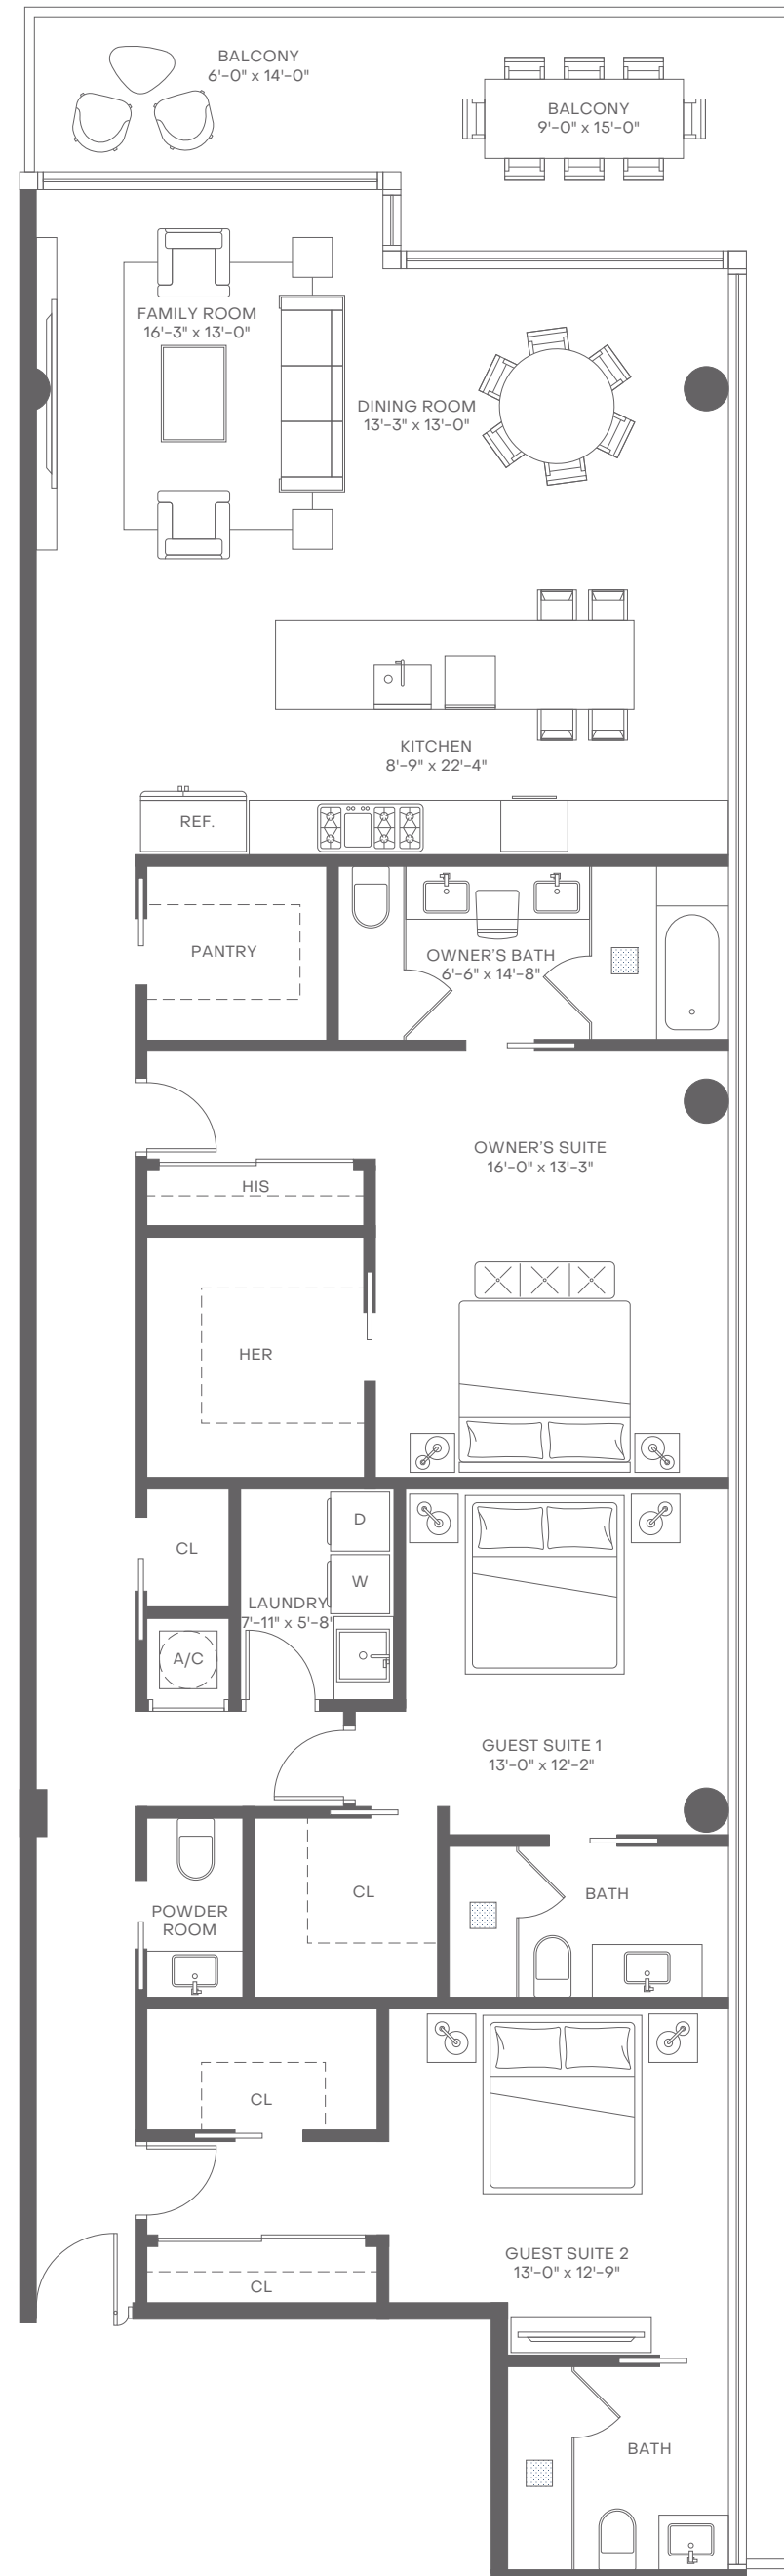 BALCONY
6'-0" x 14'-0"
BALCONY
9'-0" x 15'-0"
FAMILY ROOM
16'-3" x 13'-0"
DINING ROOM
13'-3" x 13'-0"
KITCHEN
8'-9" x 22'-4"
REF.
PANTRY
OWNER'S BATH
6'-6" x 14'-8"
OWNER'S SUITE
16'-0" x 13'-3"
HIS
HER
CL
D
W
LAUNDRY
7'-11" x 5'-8"
A/C
GUEST SUITE 1
13'-0" x 12'-2"
CL
BATH
POWDER
ROOM
CL
GUEST SUITE 2
13'-0" x 12'-9"
CL
BATH